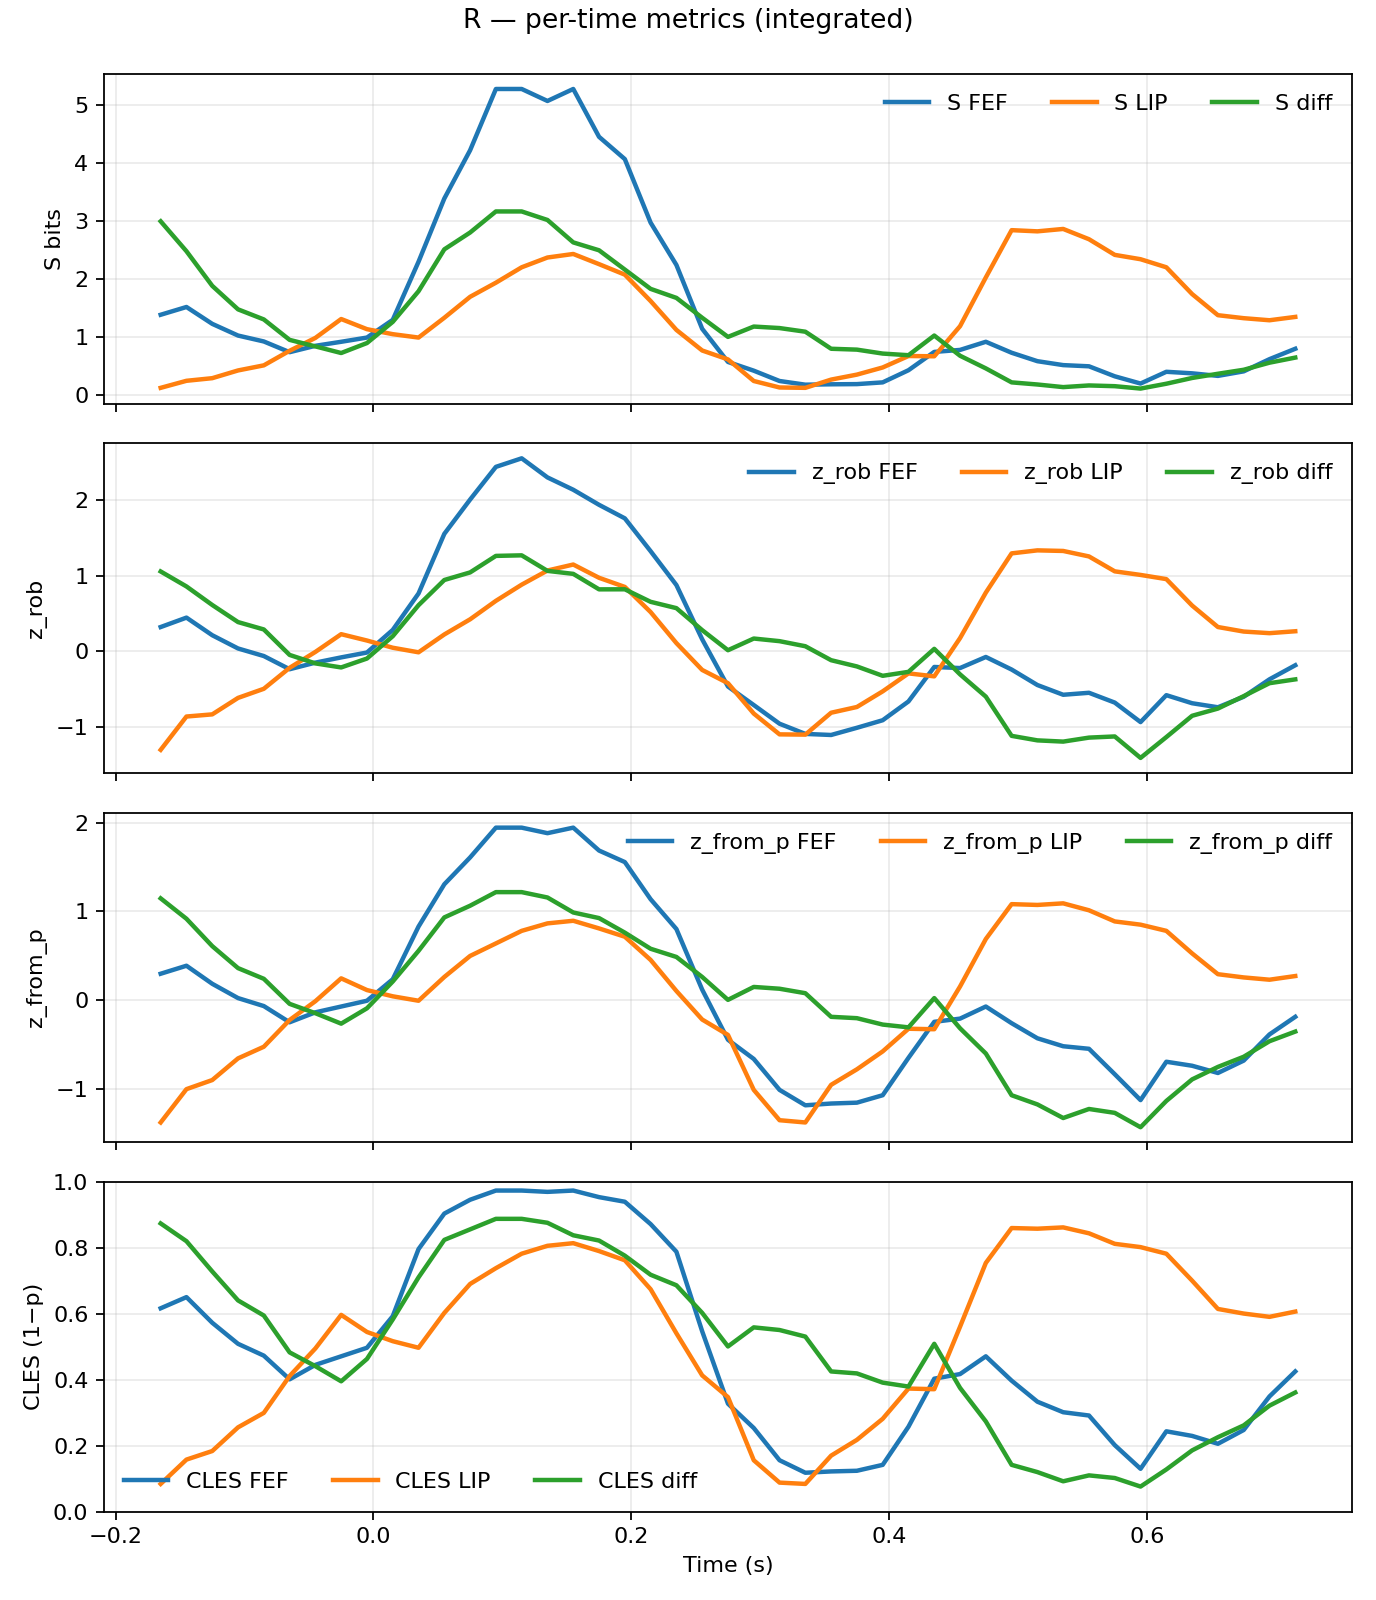 R — per-time metrics (integrated)
S FEF S LIP S diff
5
4
3
2
1
0
S bits
z_rob FEF z_rob LIP z_rob diff
2
1
0
−1
z_rob
z_from_p FEF z_from_p LIP z_from_p diff
2
1
0
−1
z_from_p
1.0
0.8
0.6
0.4
0.2
0.0
CLES (1−p)
CLES FEF CLES LIP CLES diff
−0.2 0.0 0.2 0.4 0.6
Time (s)